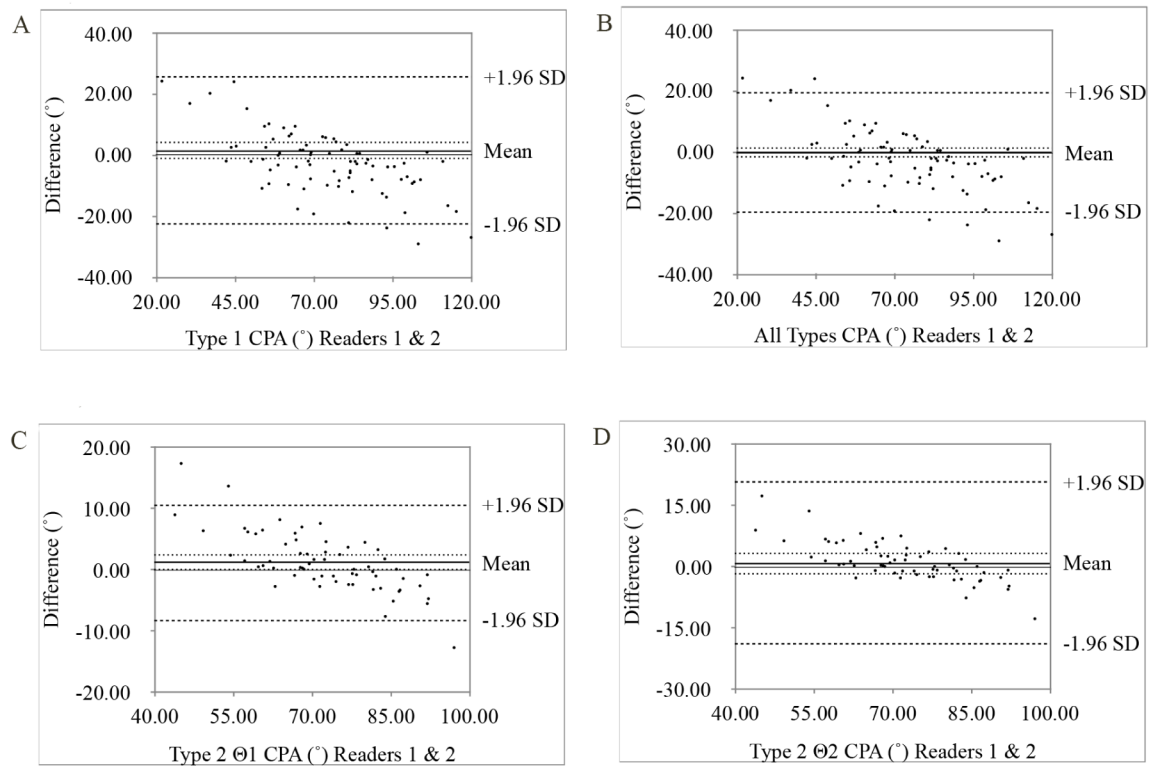 A
40.00
20.00
0.00
-20.00
-40.00
Difference (˚)
+1.96 SD
Mean
-1.96 SD
20.00 45.00 70.00 95.00 120.00
Type 1 CPA (˚) Readers 1 & 2
B
40.00
20.00
0.00
-20.00
-40.00
Difference (˚)
+1.96 SD
Mean
-1.96 SD
20.00 45.00 70.00 95.00 120.00
All Types CPA (˚) Readers 1 & 2
C
20.00
10.00
0.00
-10.00
-20.00
Difference (˚)
+1.96 SD
Mean
-1.96 SD
40.00 55.00 70.00 85.00 100.00
Type 2 Θ1 CPA (˚) Readers 1 & 2
D
30.00
15.00
0.00
-15.00
-30.00
Difference (˚)
+1.96 SD
Mean
-1.96 SD
40.00 55.00 70.00 85.00 100.00
Type 2 Θ2 CPA (˚) Readers 1 & 2